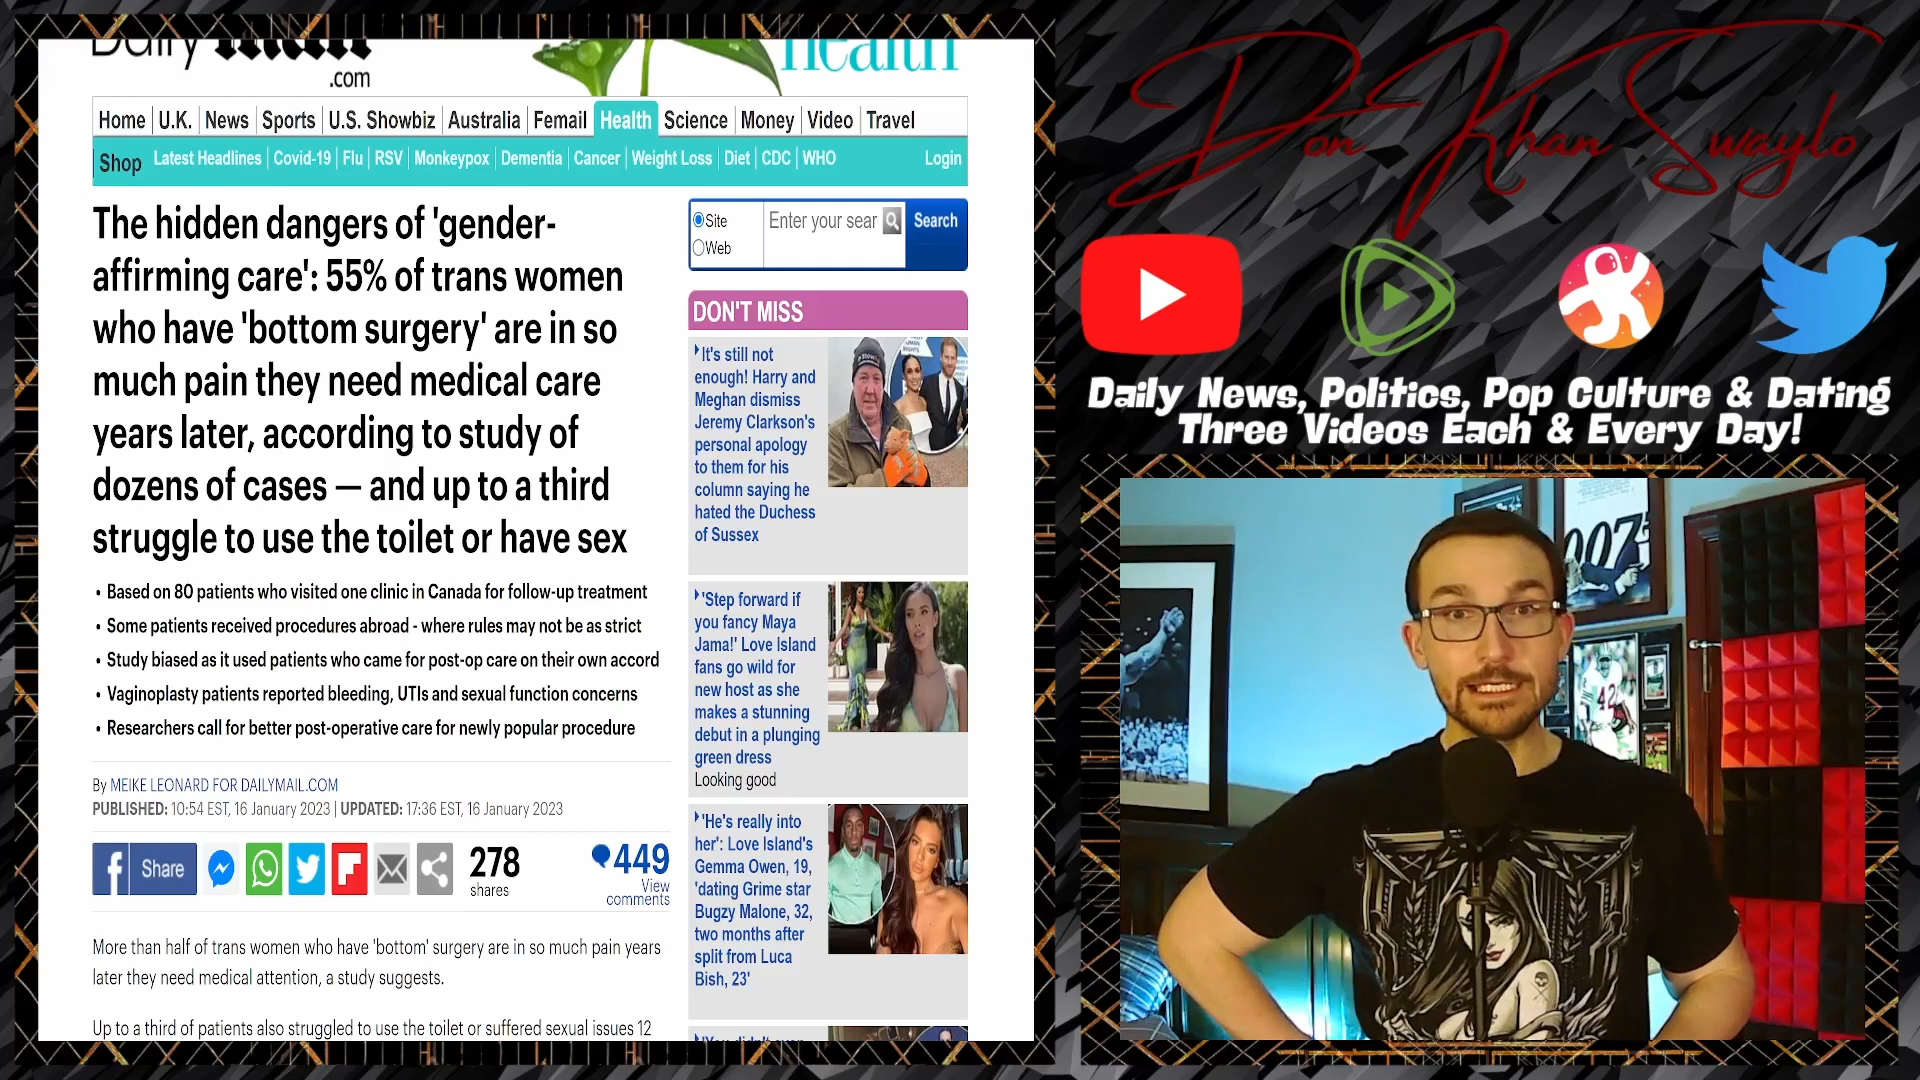 Daily Mail
.com
health
Home U.K. News Sports U.S. Showbiz Australia Femail Health Science Money Video Travel
Shop Latest Headlines Covid-19 Flu RSV Monkeypox Dementia Cancer Weight Loss Diet CDC WHO Login
The hidden dangers of 'gender-
affirming care': 55% of trans women
who have 'bottom surgery' are in so
much pain they need medical care
years later, according to study of
dozens of cases — and up to a third
struggle to use the toilet or have sex
• Based on 80 patients who visited one clinic in Canada for follow-up treatment
• Some patients received procedures abroad - where rules may not be as strict
• Study biased as it used patients who came for post-op care on their own accord
• Vaginoplasty patients reported bleeding, UTIs and sexual function concerns
• Researchers call for better post-operative care for newly popular procedure
By MEIKE LEONARD FOR DAILYMAIL.COM
PUBLISHED: 10:54 EST, 16 January 2023 | UPDATED: 17:36 EST, 16 January 2023
Share
278
shares
449
View
comments
More than half of trans women who have 'bottom' surgery are in so much pain years
later they need medical attention, a study suggests.
Up to a third of patients also struggled to use the toilet or suffered sexual issues 12
Site
Web
Enter your sear
Search
DON'T MISS
It's still not
enough! Harry and
Meghan dismiss
Jeremy Clarkson's
personal apology
to them for his
column saying he
hated the Duchess
of Sussex
'Step forward if
you fancy Maya
Jama!' Love Island
fans go wild for
new host as she
makes a stunning
debut in a plunging
green dress
Looking good
'He's really into
her': Love Island's
Gemma Owen, 19,
'dating Grime star
Bugzy Malone, 32,
two months after
split from Luca
Bish, 23'
Don Khan Swaylo
Daily News, Politics, Pop Culture & Dating
Three Videos Each & Every Day!
007
42